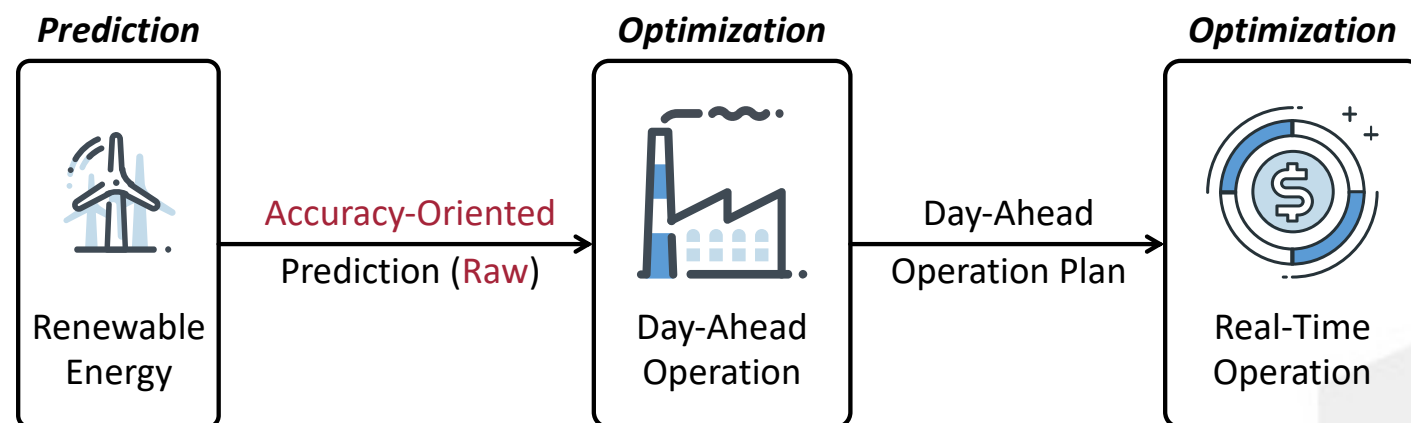 Prediction
Optimization
Optimization
Accuracy-Oriented
Prediction (Raw)
Day-Ahead
Operation Plan
Renewable
Energy
Day-Ahead
Operation
$
Real-Time
Operation